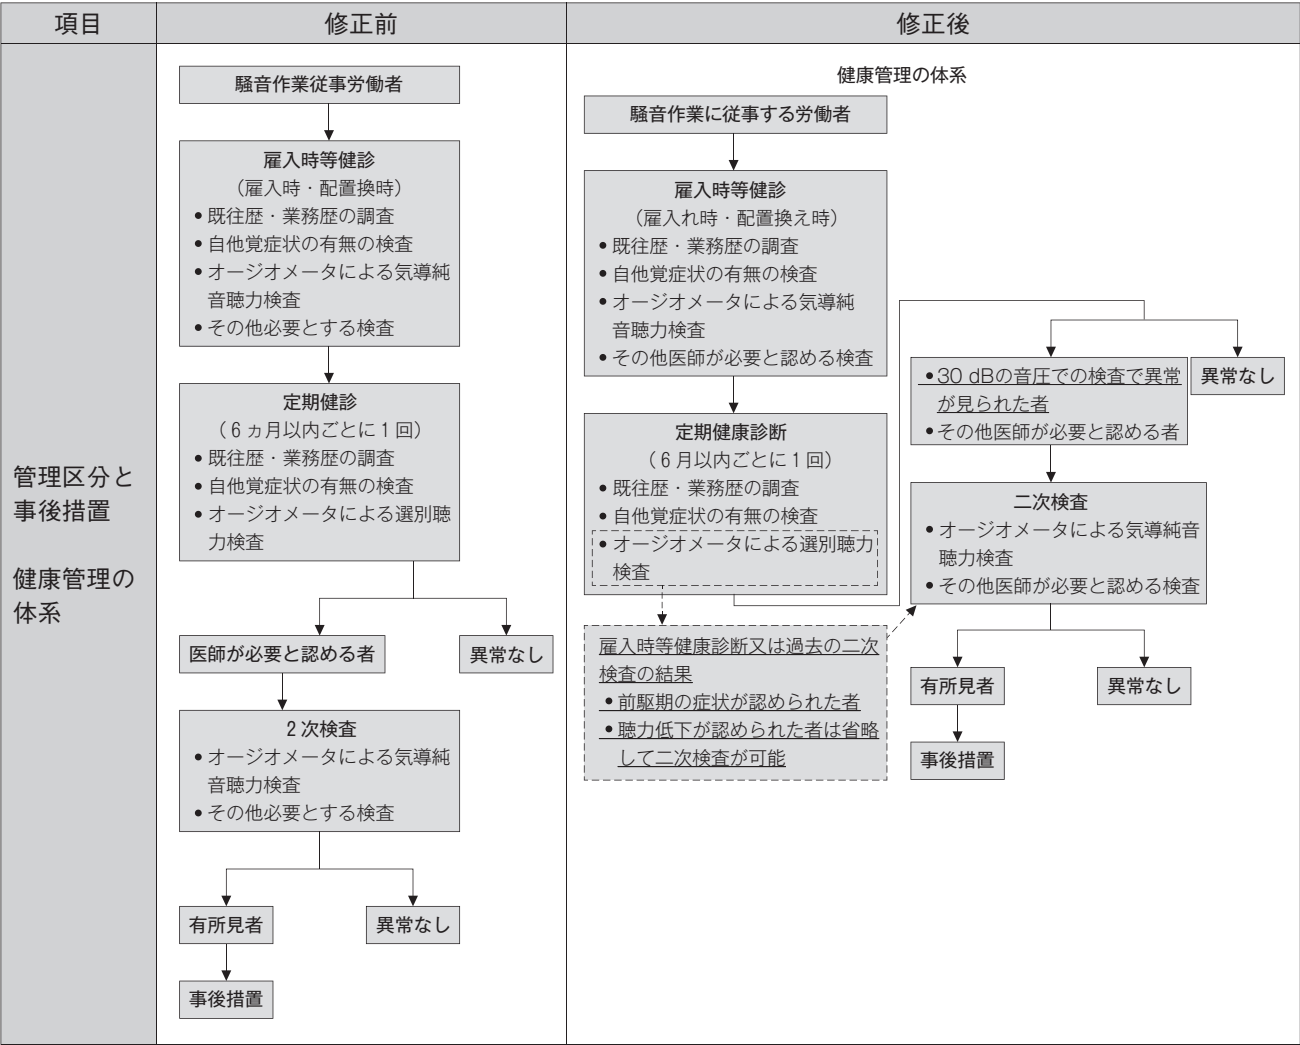 項目
修正前
修正後
管理区分と
事後措置
健康管理の
体系
騒音作業従事労働者
雇入時等健診
（雇入時・配置換時）
●既往歴・業務歴の調査
●自他覚症状の有無の検査
●オージオメータによる気導純
音聴力検査
●その他必要とする検査
定期健診
（６ヵ月以内ごとに１回）
●既往歴・業務歴の調査
●自他覚症状の有無の検査
●オージオメータによる選別聴
力検査
医師が必要と認める者
異常なし
２次検査
●オージオメータによる気導純
音聴力検査
●その他必要とする検査
有所見者
異常なし
事後措置
健康管理の体系
騒音作業に従事する労働者
雇入時等健診
（雇入れ時・配置換え時）
●既往歴・業務歴の調査
●自他覚症状の有無の検査
●オージオメータによる気導純
音聴力検査
●その他医師が必要と認める検査
定期健康診断
（６月以内ごとに１回）
●既往歴・業務歴の調査
●自他覚症状の有無の検査
●オージオメータによる選別聴力
検査
雇入時等健康診断又は過去の二次
検査の結果
●前駆期の症状が認められた者
●聴力低下が認められた者は省略
して二次検査が可能
●30 dBの音圧での検査で異常
が見られた者
●その他医師が必要と認める者
異常なし
二次検査
●オージオメータによる気導純音
聴力検査
●その他医師が必要と認める検査
有所見者
異常なし
事後措置